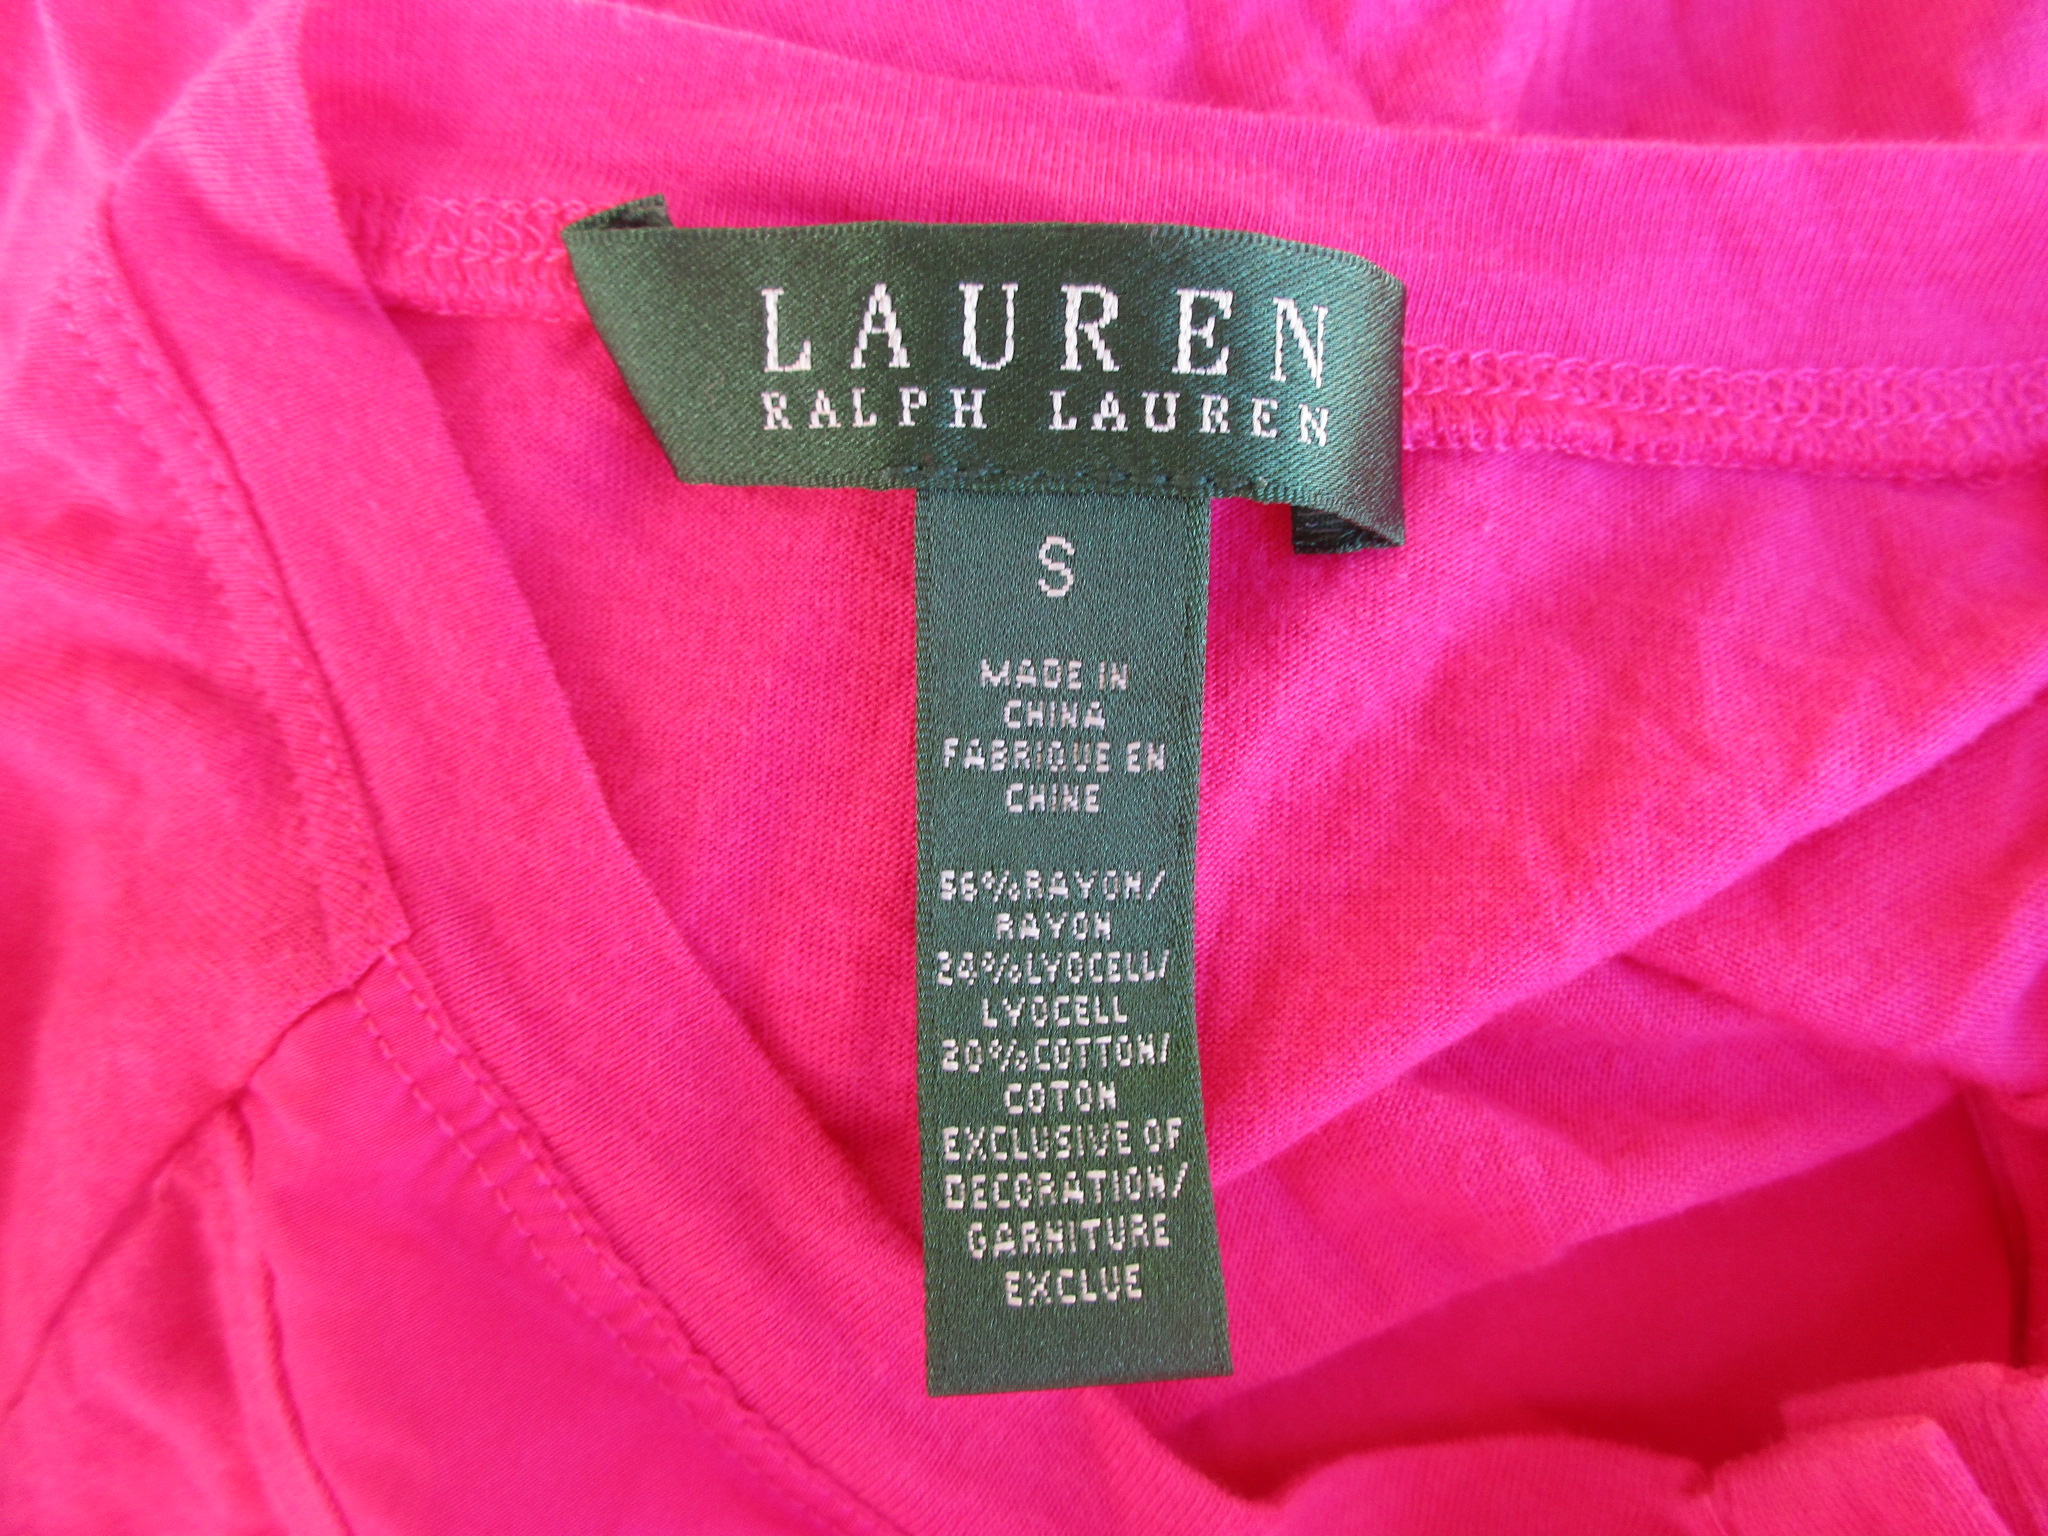 LAUREN
RALPH LAUREN
S
MADE IN
CHINA
FABRIQUE EN
CHINE
56%RAYON/
RAYON
24%LYOCELL/
LYOCELL
20%COTTON/
COTON
EXCLUSIVE OF
DECORATION/
GARNITURE
EXCLUE